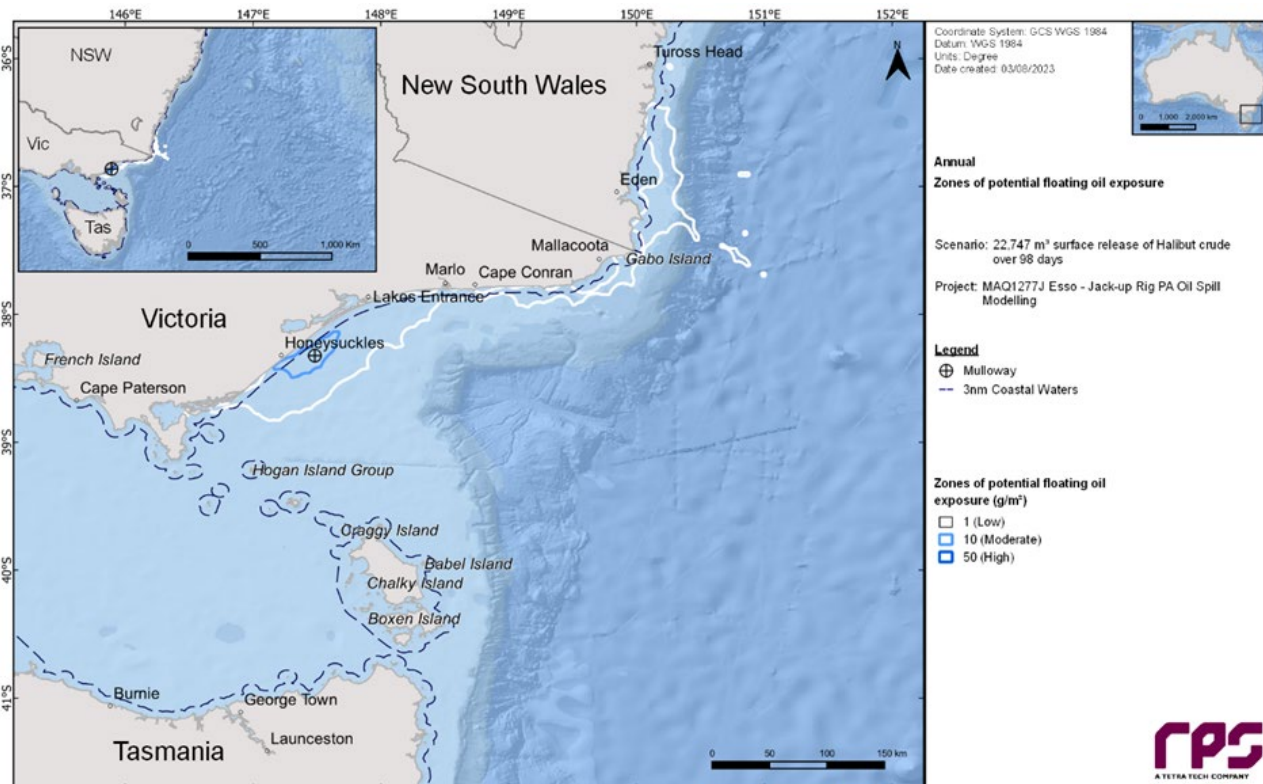 146°E
147°E
148°E
149°E
150°E
151°E
152°E
36°S
37°S
38°S
39°S
40°S
41°S
NSW
Vic
Tas
0 500 1,000 Km
New South Wales
Tuross Head
N
Eden
Mallacoota
Gabo Island
Marlo
Cape Conran
Lakes Entrance
Victoria
Honeysuckles
French Island
Cape Paterson
Hogan Island Group
Craggy Island
Babel Island
Chalky Island
Boxen Island
Burnie
George Town
Launceston
Tasmania
0 50 100 150 km
Coordinate System: GCS WGS 1984
Datum: WGS 1984
Units: Degree
Date created: 03/08/2023
0 1,000 2,000 km
Annual
Zones of potential floating oil exposure
Scenario: 22,747 m³ surface release of Halibut crude
over 98 days
Project: MAQ1277J Esso - Jack-up Rig PA Oil Spill
Modelling
Legend
Mulloway
3nm Coastal Waters
Zones of potential floating oil
exposure (g/m²)
1 (Low)
10 (Moderate)
50 (High)
rps
A TETRA TECH COMPANY